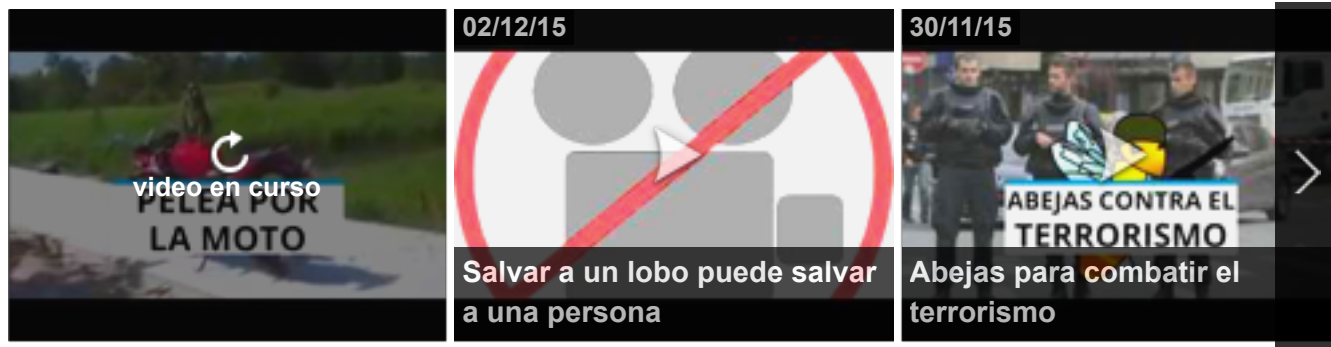 video en curso
PELEA POR
LA MOTO
02/12/15
Salvar a un lobo puede salvar
a una persona
30/11/15
ABEJAS CONTRA EL
TERRORISMO
Abejas para combatir el
terrorismo